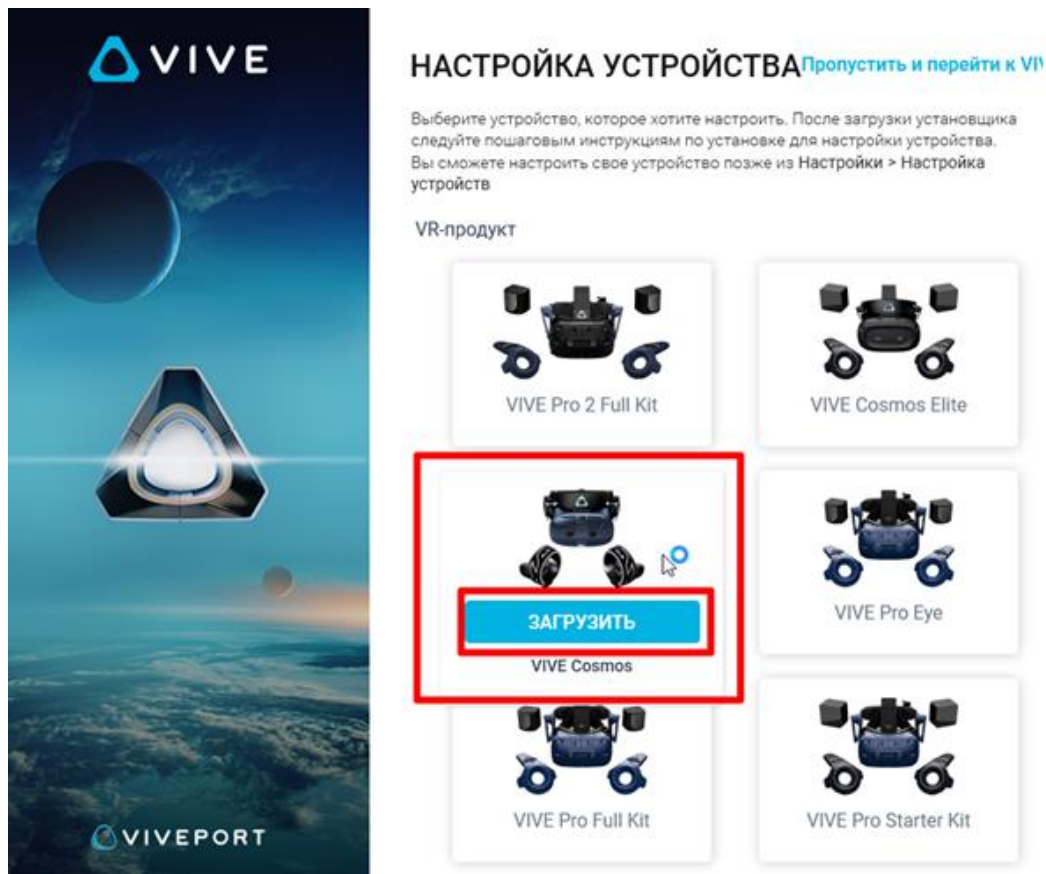 VIVE
НАСТРОЙКА УСТРОЙСТВА Пропустить и перейти к
Выберите устройство, которое хотите настроить. После загрузки установщика
следуйте пошаговым инструкциям по установке для настройки устройства.
Вы сможете настроить свое устройство позже из Настройки > Настройка
устройств
VR-продукт
VIVE Pro 2 Full Kit
VIVE Cosmos Elite
ЗАГРУЗИТЬ
VIVE Cosmos
VIVE Pro Eye
VIVE Pro Full Kit
VIVE Pro Starter Kit
VIVEPORT